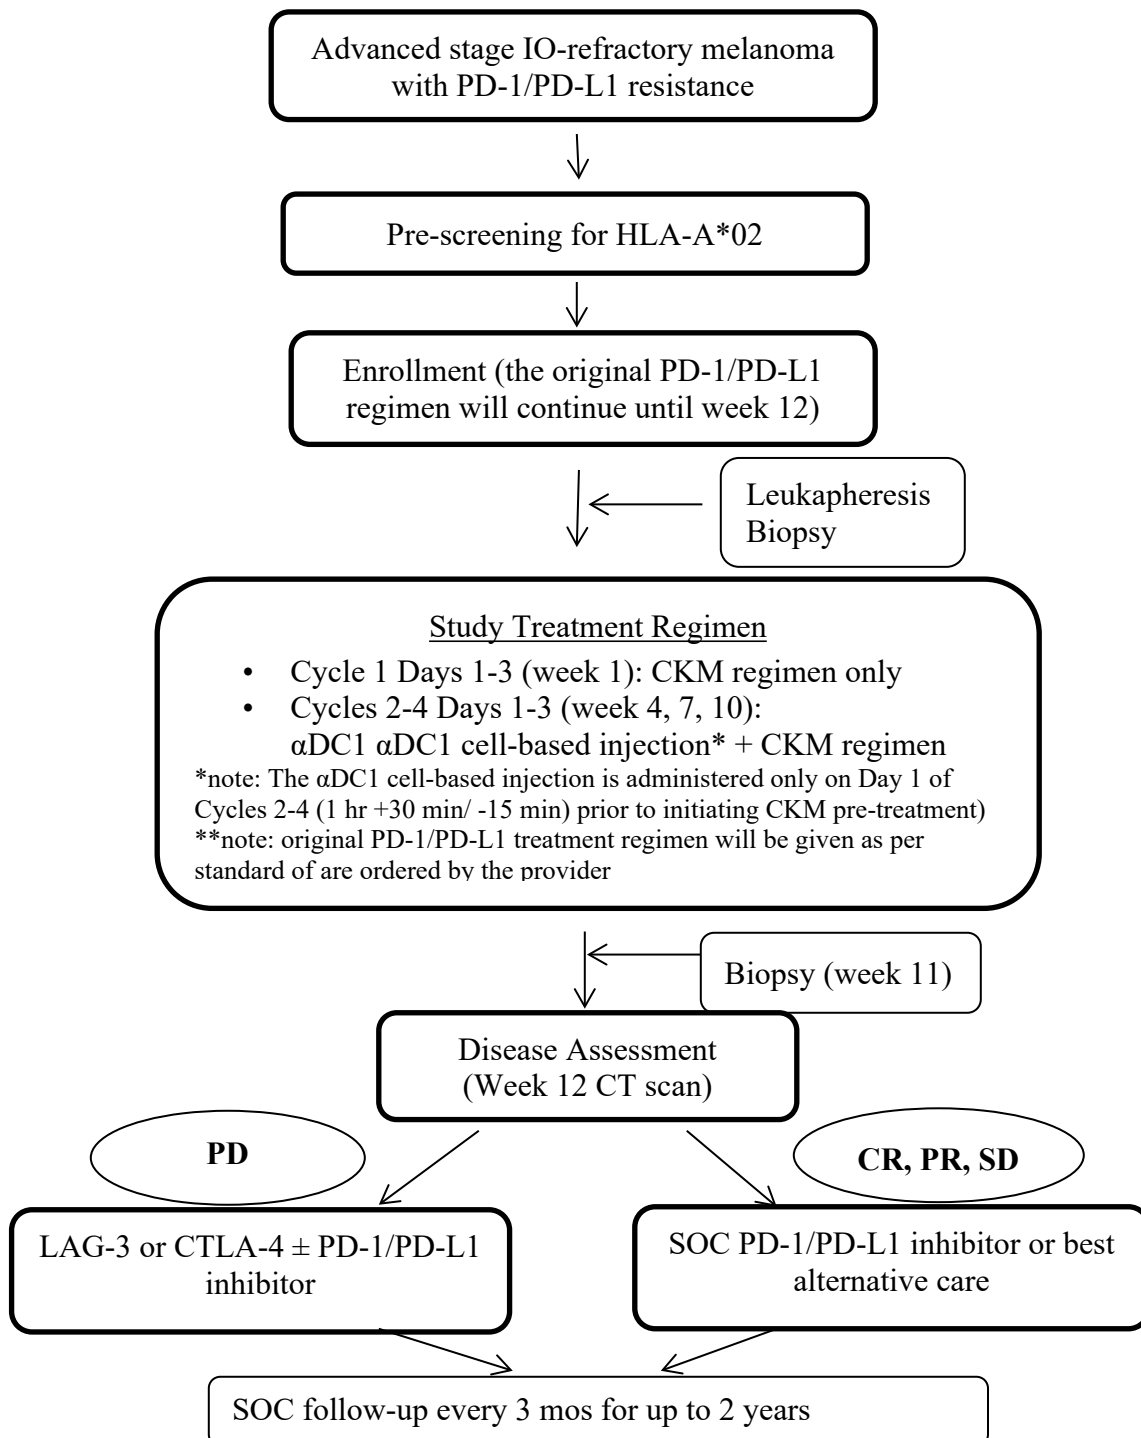 Advanced stage IO-refractory melanoma
with PD-1/PD-L1 resistance
Pre-screening for HLA-A*02
Enrollment (the original PD-1/PD-L1
regimen will continue until week 12)
Leukapheresis
Biopsy
Study Treatment Regimen
• Cycle 1 Days 1-3 (week 1): CKM regimen only
• Cycles 2-4 Days 1-3 (week 4, 7, 10):
αDC1 αDC1 cell-based injection* + CKM regimen
*note: The αDC1 cell-based injection is administered only on Day 1 of
Cycles 2-4 (1 hr +30 min/ -15 min) prior to initiating CKM pre-treatment)
**note: original PD-1/PD-L1 treatment regimen will be given as per
standard of are ordered by the provider
Biopsy (week 11)
Disease Assessment
(Week 12 CT scan)
PD
CR, PR, SD
LAG-3 or CTLA-4 ± PD-1/PD-L1
inhibitor
SOC PD-1/PD-L1 inhibitor or best
alternative care
SOC follow-up every 3 mos for up to 2 years